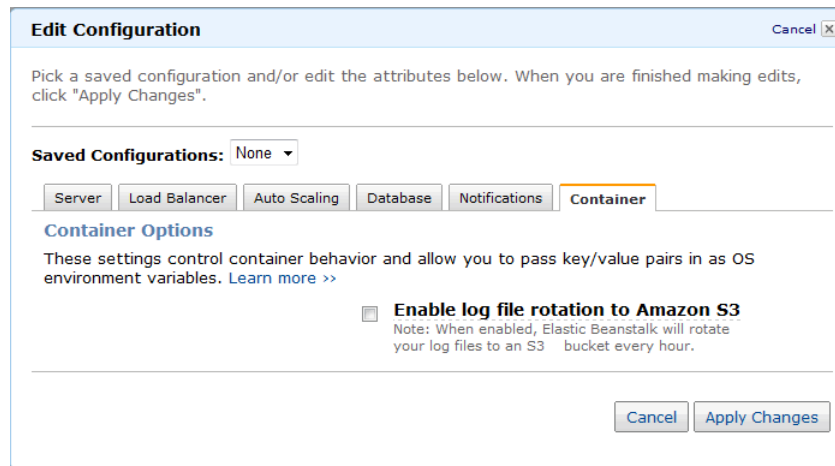 Edit Configuration
Cancel
Pick a saved configuration and/or edit the attributes below. When you are finished making edits,
click "Apply Changes".
Saved Configurations: None
Server Load Balancer Auto Scaling Database Notifications Container
Container Options
These settings control container behavior and allow you to pass key/value pairs in as OS
environment variables. Learn more >>
Enable log file rotation to Amazon S3
Note: When enabled, Elastic Beanstalk will rotate
your log files to an S3 bucket every hour.
Cancel Apply Changes